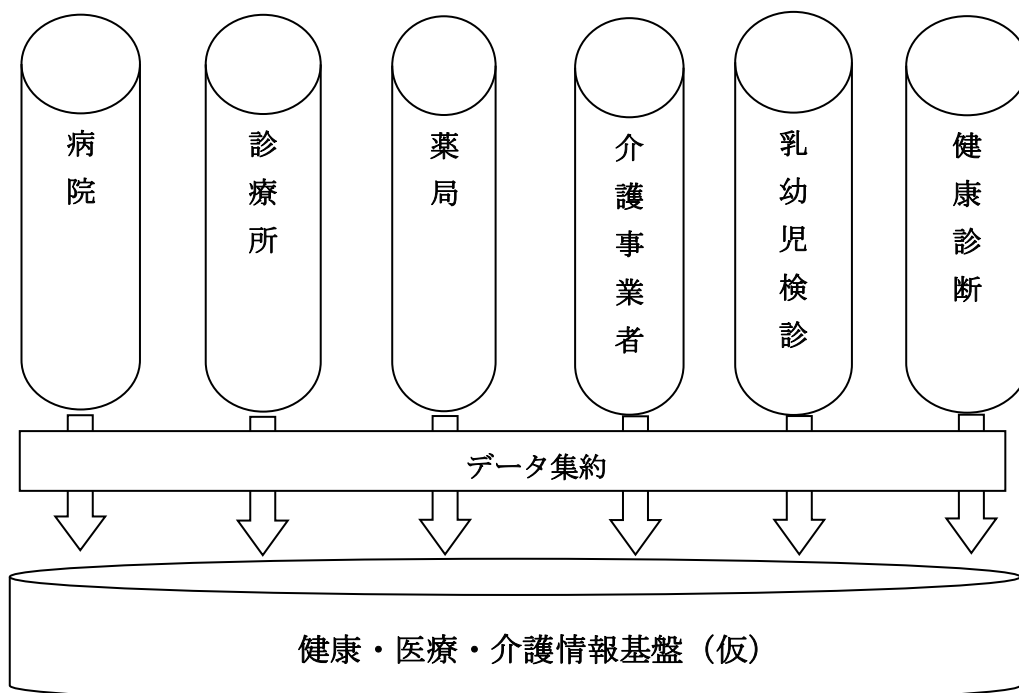 病院
診療所
薬局
介護事業者
乳幼児検診
健康診断
データ集約
健康・医療・介護情報基盤（仮）